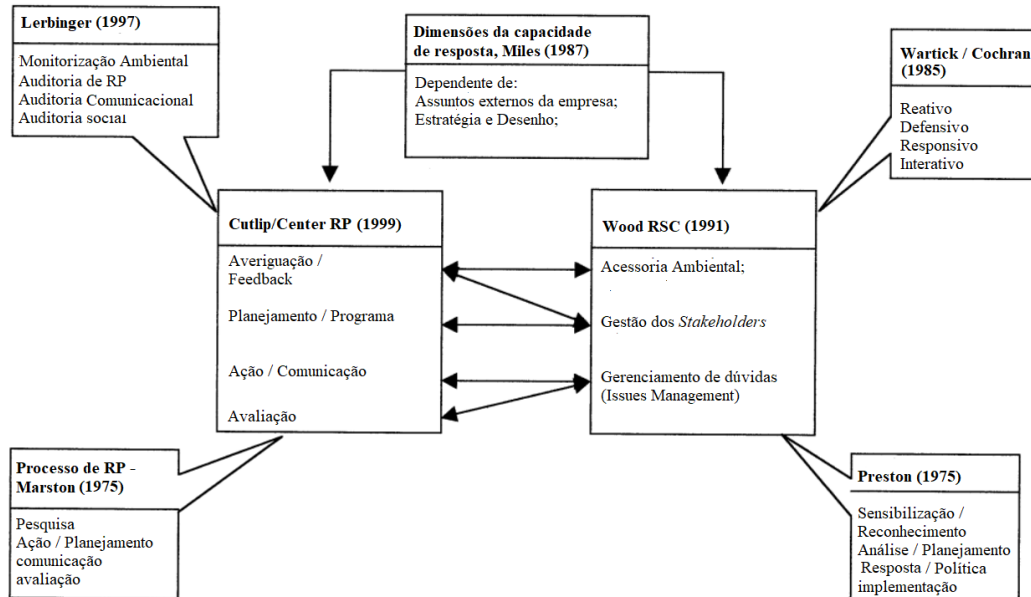 Lerbinger (1997)
Monitorização Ambiental
Auditoria de RP
Auditoria Comunicacional
Auditoria social
Dimensões da capacidade
de resposta, Miles (1987)
Dependente de:
Assuntos externos da empresa;
Estratégia e Desenho;
Wartick / Cochran
(1985)
Reativo
Defensivo
Responsivo
Interativo
Cutlip/Center RP (1999)
Averiguação /
Feedback
Planejamento / Programa
Ação / Comunicação
Avaliação
Wood RSC (1991)
Acessoria Ambiental;
Gestão dos Stakeholders
Gerenciamento de dúvidas
(Issues Management)
Processo de RP -
Marston (1975)
Pesquisa
Ação / Planejamento
comunicação
avaliação
Preston (1975)
Sensibilização /
Reconhecimento
Análise / Planejamento
Resposta / Política
implementação